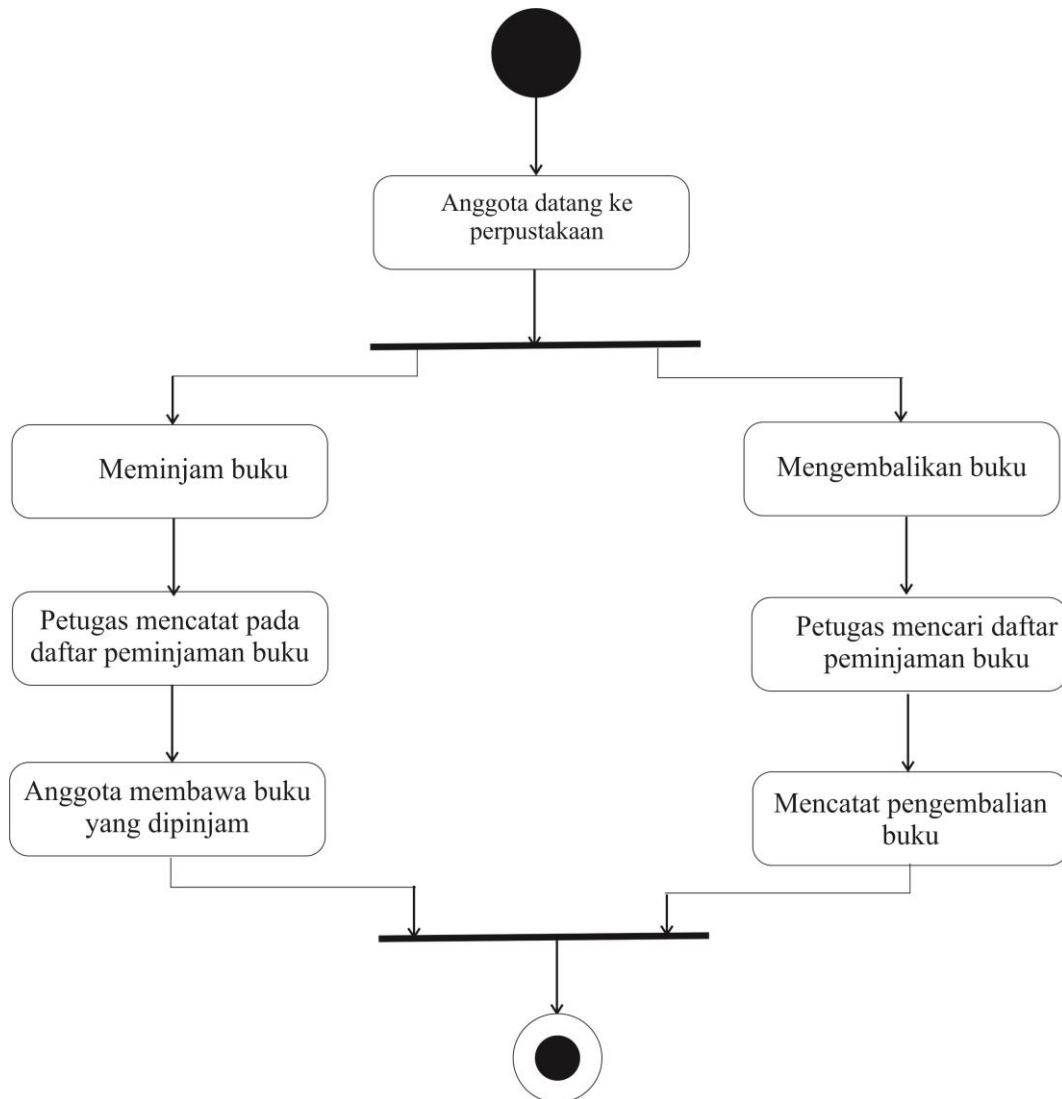 Anggota datang ke
perpustakaan
Meminjam buku
Mengembalikan buku
Petugas mencatat pada
daftar peminjaman buku
Petugas mencari daftar
peminjaman buku
Anggota membawa buku
yang dipinjam
Mencatat pengembalian
buku